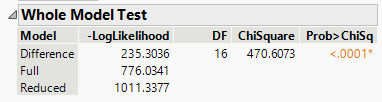 Whole Model Test
Model -LogLikelihood DF ChiSquare Prob>ChiSq
Difference 235.3036 16 470.6073 <.0001*
Full 776.0341
Reduced 1011.3377